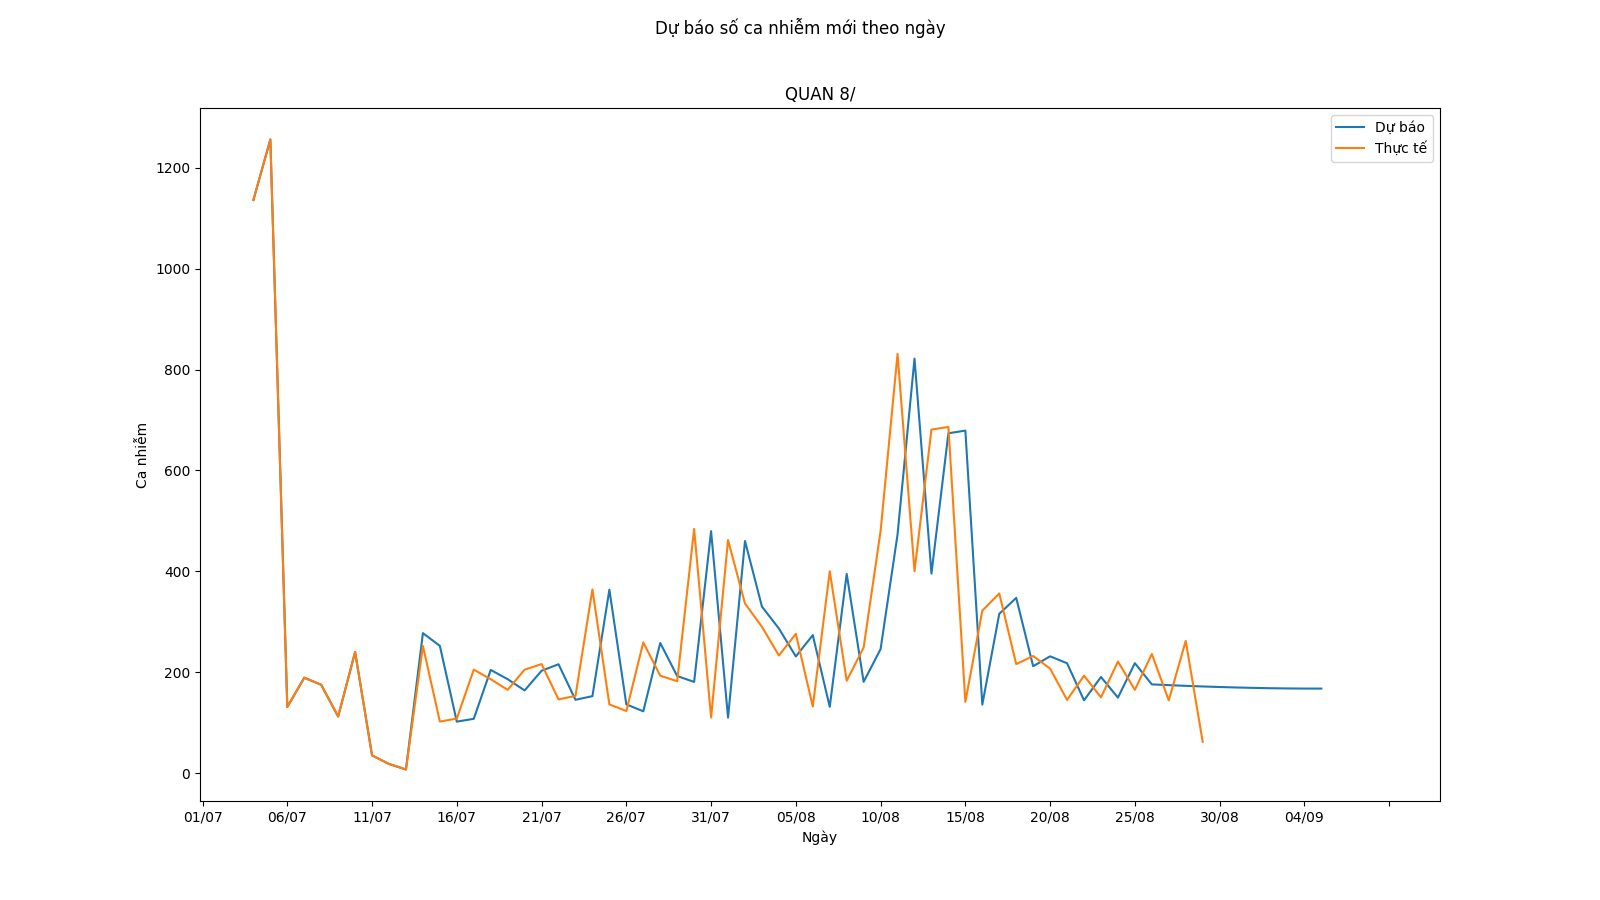 Dự báo số ca nhiễm mới theo ngày
QUAN 8/
Dự báo
Thực tế
1200
1000
800
600
400
200
0
Ca nhiễm
01/07 06/07 11/07 16/07 21/07 26/07 31/07 05/08 10/08 15/08 20/08 25/08 30/08 04/09
Ngày